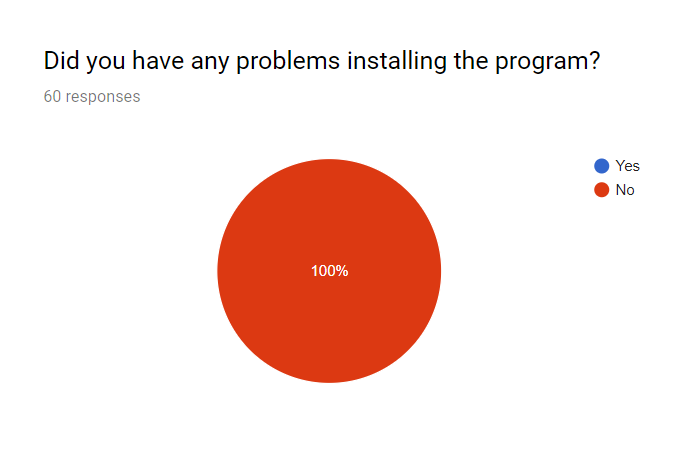 Did you have any problems installing the program?
60 responses
Yes
No
100%